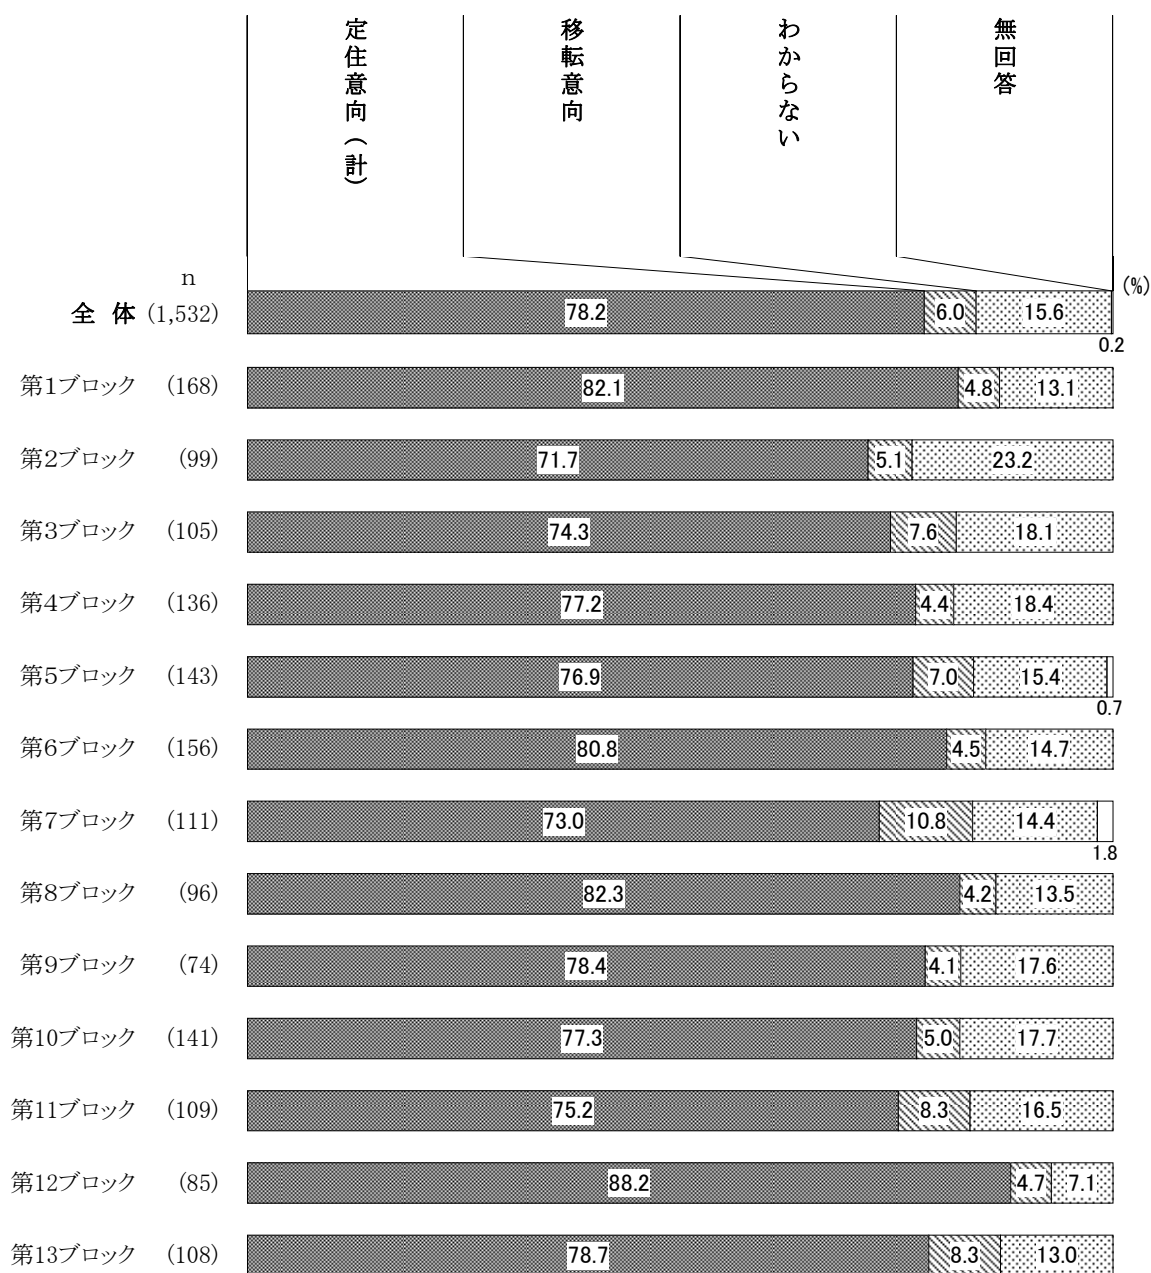 定住意向（計）
移転意向
わからない
無回答
n
(%)
全 体 (1,532) 78.2 6.0 15.6
0.2
第1ブロック (168) 82.1 4.8 13.1
第2ブロック (99) 71.7 5.1 23.2
第3ブロック (105) 74.3 7.6 18.1
第4ブロック (136) 77.2 4.4 18.4
第5ブロック (143) 76.9 7.0 15.4
0.7
第6ブロック (156) 80.8 4.5 14.7
第7ブロック (111) 73.0 10.8 14.4
1.8
第8ブロック (96) 82.3 4.2 13.5
第9ブロック (74) 78.4 4.1 17.6
第10ブロック (141) 77.3 5.0 17.7
第11ブロック (109) 75.2 8.3 16.5
第12ブロック (85) 88.2 4.7 7.1
第13ブロック (108) 78.7 8.3 13.0